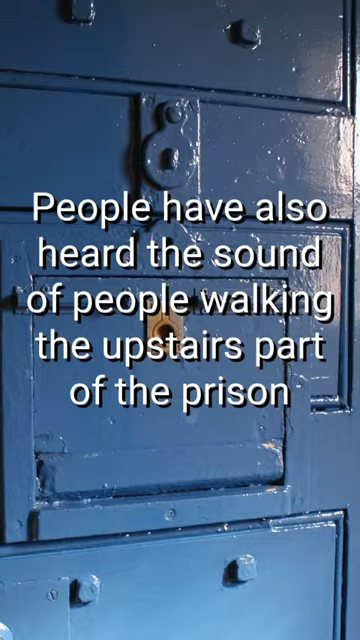 People have also
heard the sound
of people walking
the upstairs part
of the prison